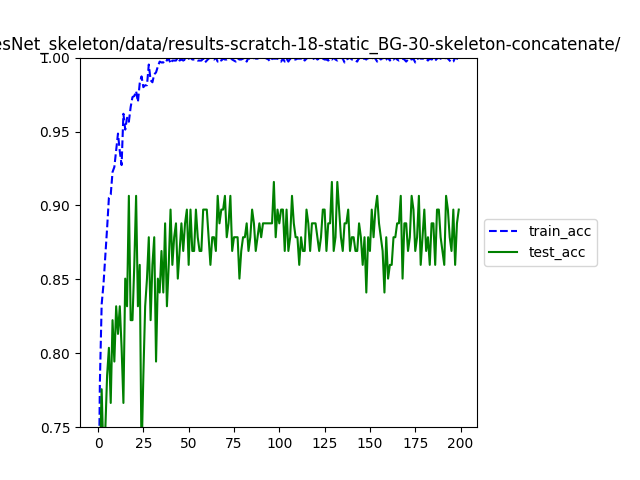 esNet_skeleton/data/results-scratch-18-static_BG-30-skeleton-concatenate/
1.00
0.95
0.90
0.85
0.80
0.75
0 25 50 75 100 125 150 175 200
train_acc
test_acc